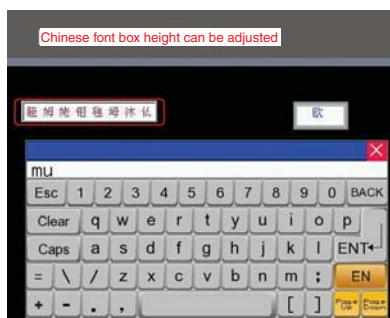 Chinese font box height can be adjusted
欧
mu
Esc 1 2 3 4 5 6 7 8 9 0 BACK
Clear q w e r t y u i o p
Caps a s d f g h j k l ENT
= \ / z x c v b n m ; EN
+ - . , [ ] Page Up Page Down